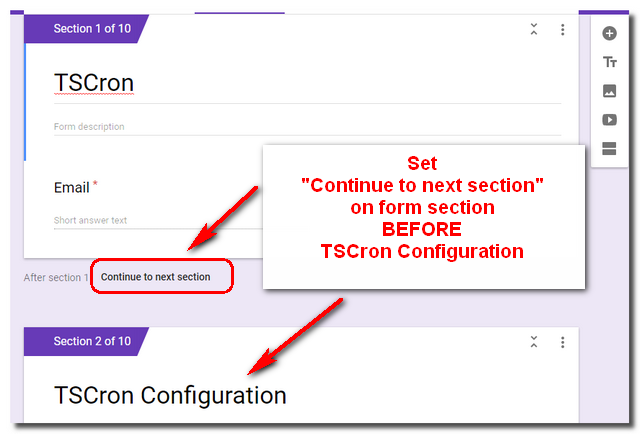 Section 1 of 10
TSCron
Form description
Email *
Short answer text
Set
"Continue to next section"
on form section
BEFORE
TSCron Configuration
After section 1
Continue to next section
Section 2 of 10
TSCron Configuration